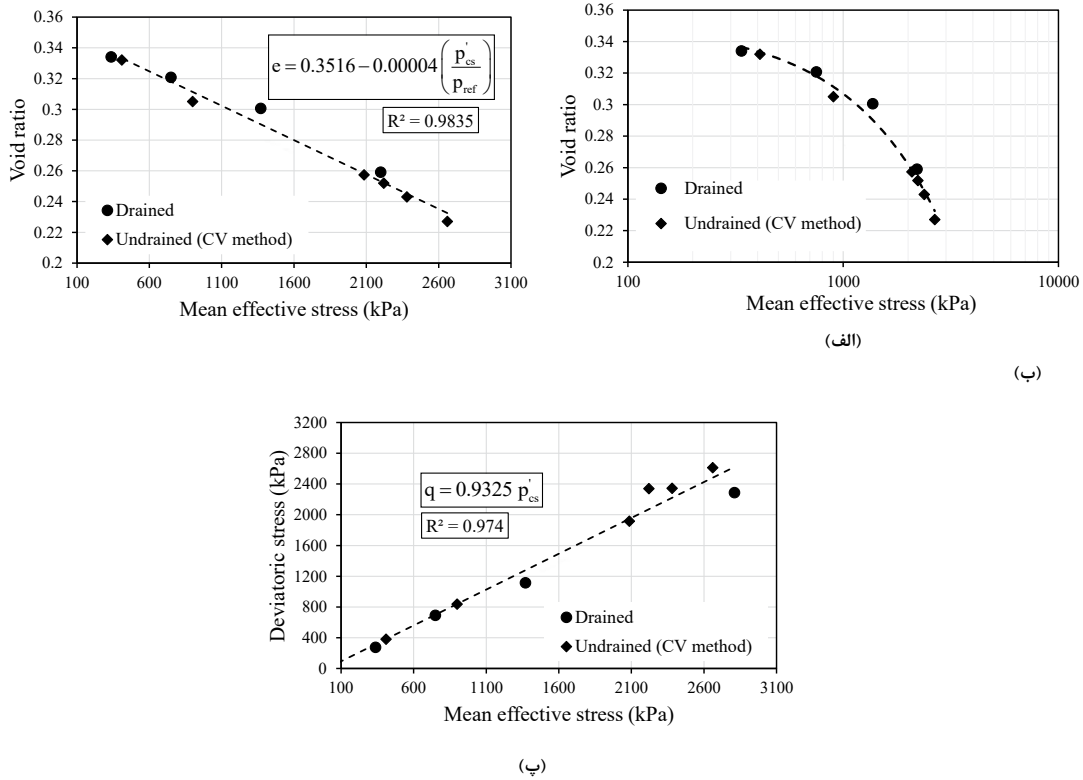 0.36
0.34
0.32
0.3
0.28
0.26
0.24
0.22
0.2
Void ratio
e = 0.3516 − 0.00004 (p'cs / pref)
R² = 0.9835
Drained
Undrained (CV method)
100 600 1100 1600 2100 2600 3100
Mean effective stress (kPa)
0.36
0.34
0.32
0.3
0.28
0.26
0.24
0.22
0.2
Void ratio
Drained
Undrained (CV method)
100 1000 10000
Mean effective stress (kPa)
(الف)
(ب)
3200
2800
2400
2000
1600
1200
800
400
0
Deviatoric stress (kPa)
q = 0.9325 p'cs
R² = 0.974
Drained
Undrained (CV method)
100 600 1100 1600 2100 2600 3100
Mean effective stress (kPa)
(پ)